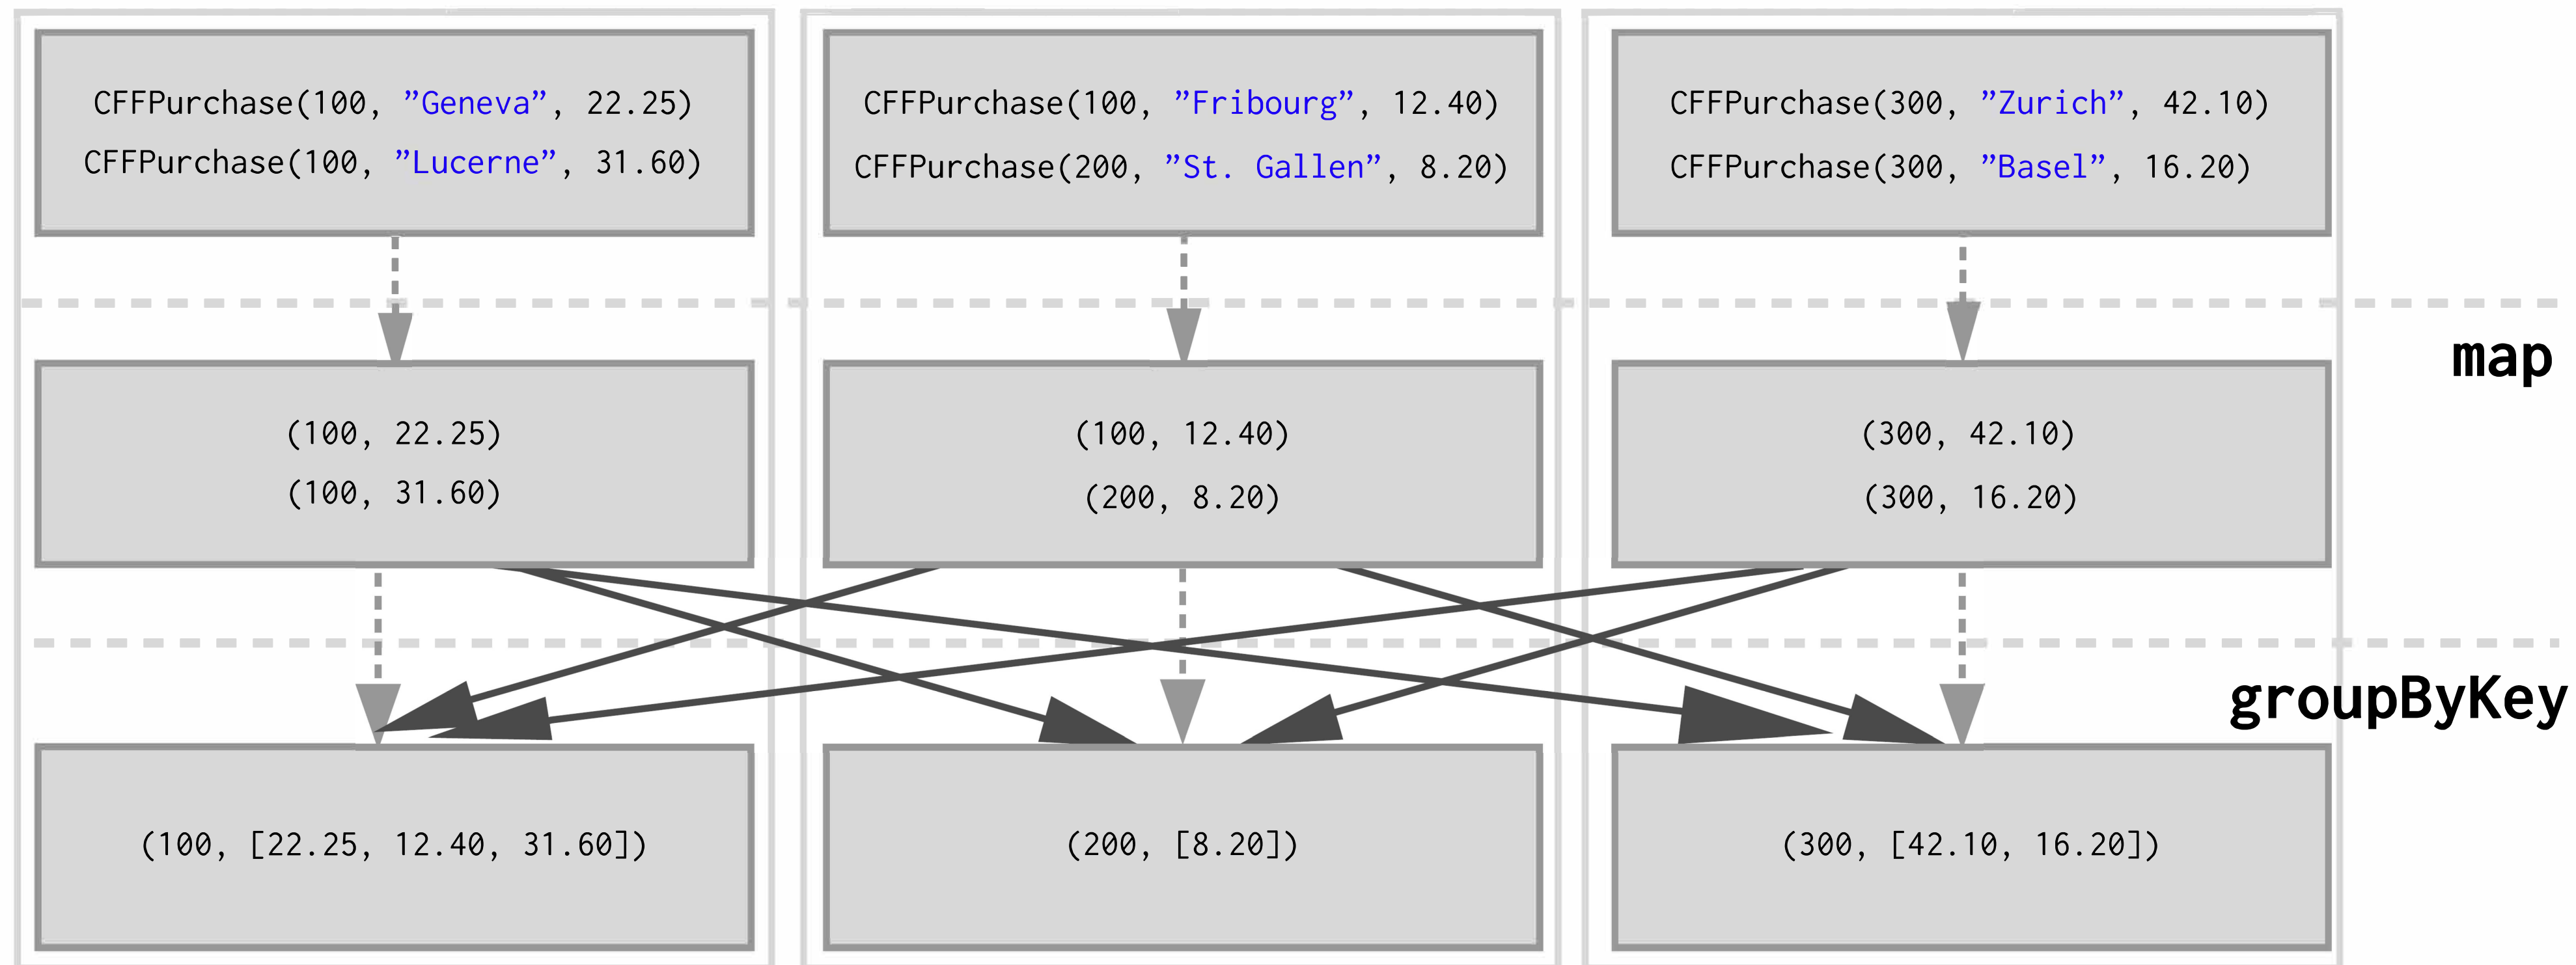 CFFPurchase(100, ”Geneva”, 22.25)
CFFPurchase(100, ”Lucerne”, 31.60)
CFFPurchase(100, ”Fribourg”, 12.40)
CFFPurchase(200, ”St. Gallen”, 8.20)
CFFPurchase(300, ”Zurich”, 42.10)
CFFPurchase(300, ”Basel”, 16.20)
map
(100, 22.25)
(100, 31.60)
(100, 12.40)
(200, 8.20)
(300, 42.10)
(300, 16.20)
groupByKey
(100, [22.25, 12.40, 31.60])
(200, [8.20])
(300, [42.10, 16.20])